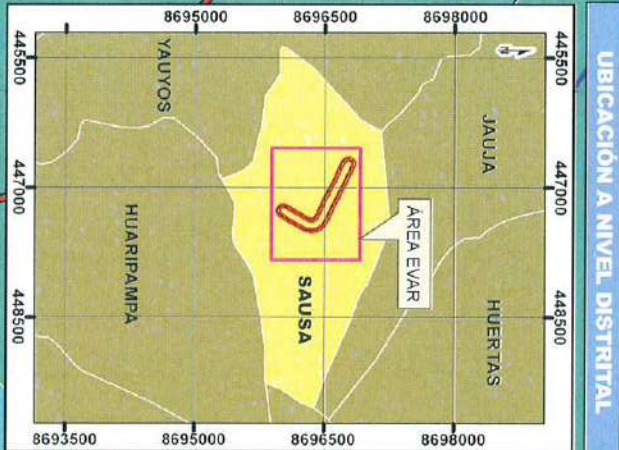 UBICACIÓN A NIVEL DISTRITAL
445500 447000 448500
8698000
8696500
8695000
JAUJA
HUERTAS
ÁREA EVAR
SAUSA
YAUYOS
HUARIPAMPA
N
8698000
8696500
8695000
8693500
445500 447000 448500